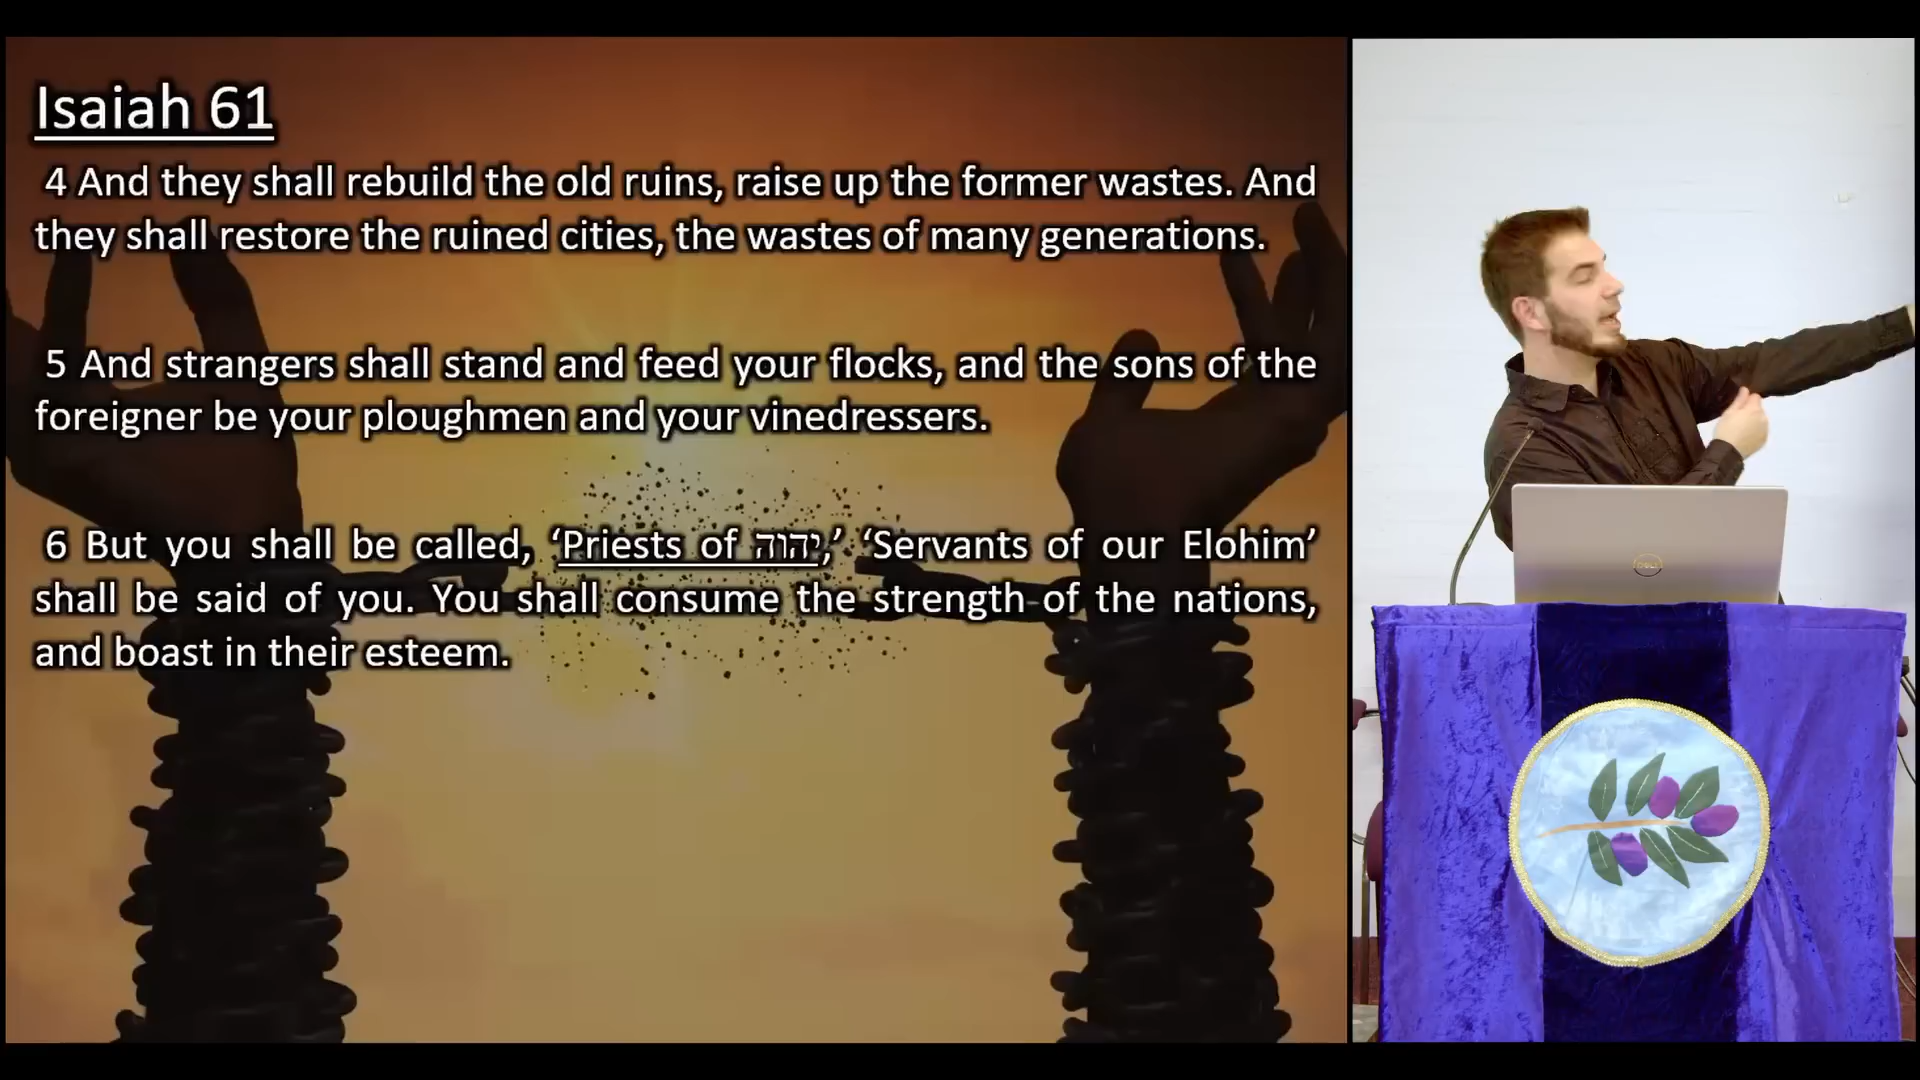 Isaiah 61
4 And they shall rebuild the old ruins, raise up the former wastes. And
they shall restore the ruined cities, the wastes of many generations.
5 And strangers shall stand and feed your flocks, and the sons of the
foreigner be your ploughmen and your vinedressers.
6 But you shall be called, ‘Priests of יהוה,’ ‘Servants of our Elohim’
shall be said of you. You shall consume the strength of the nations,
and boast in their esteem.
DELL